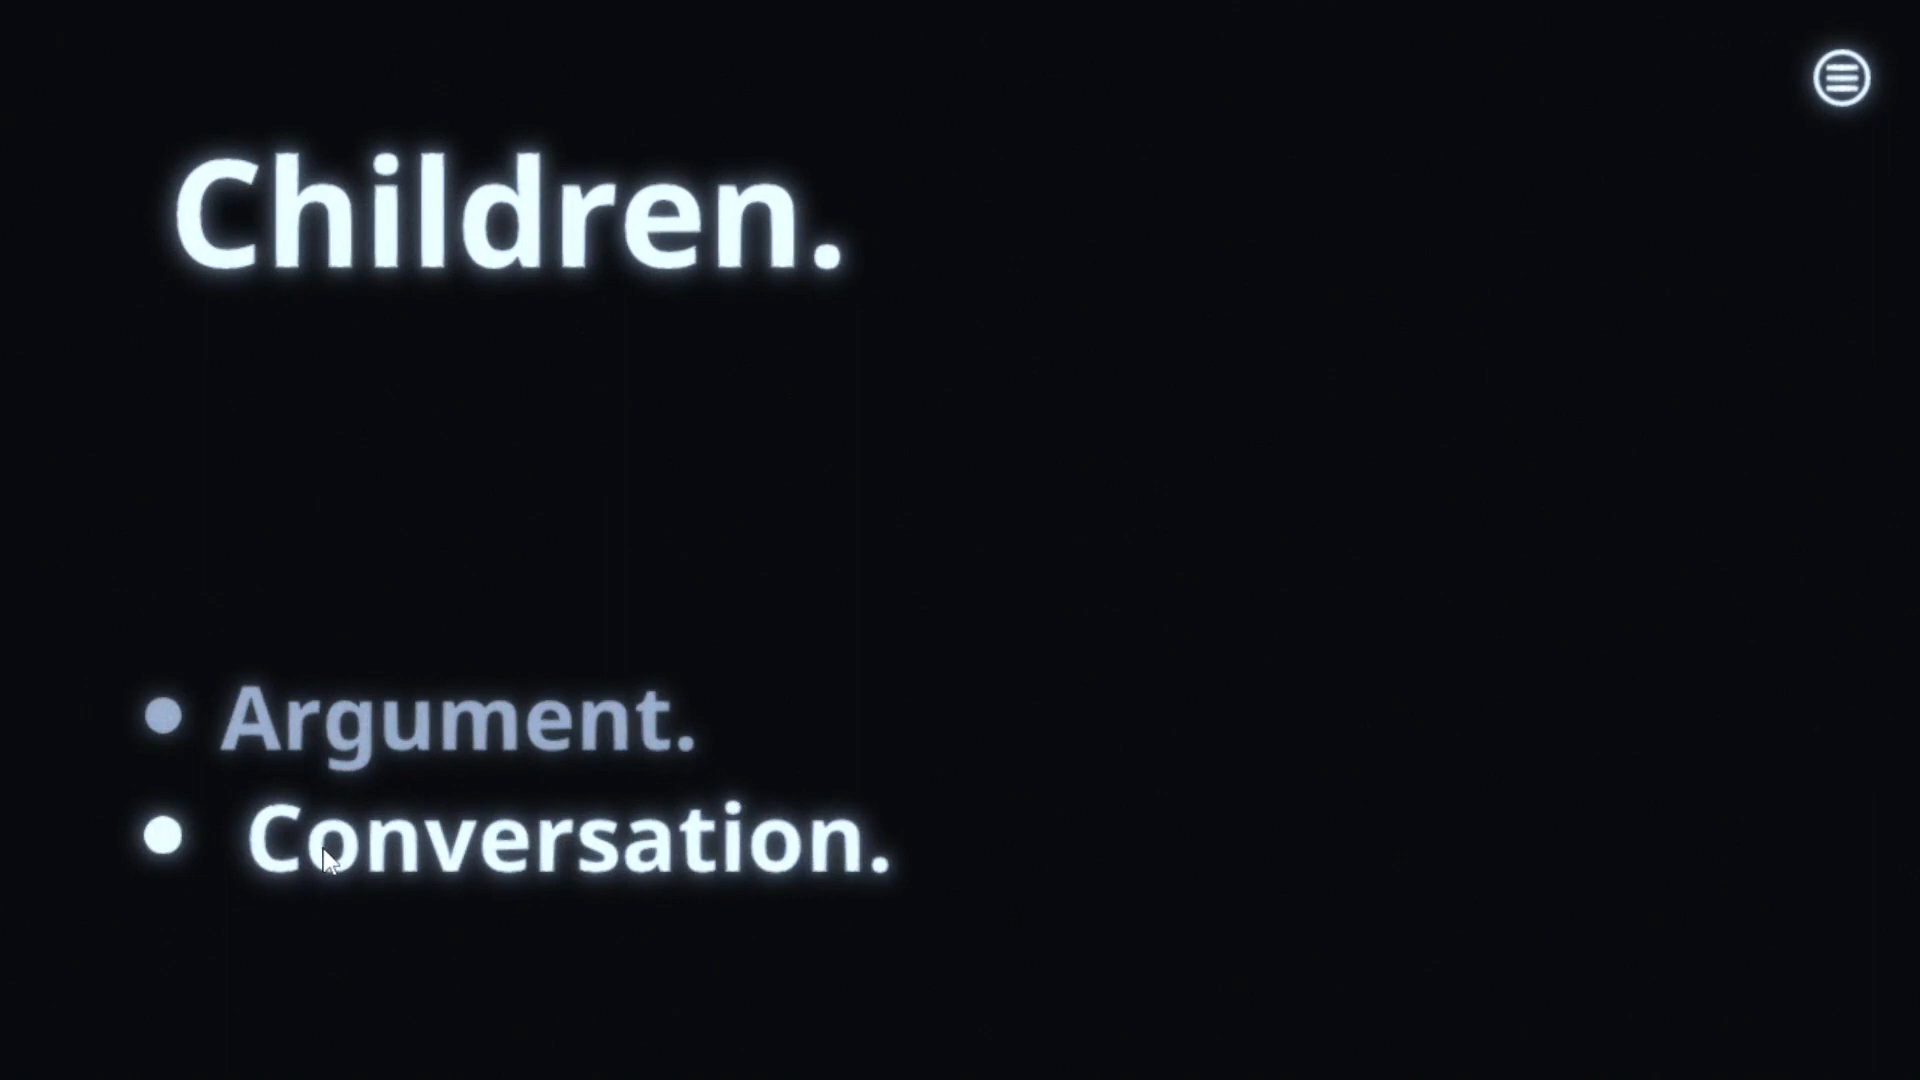 Children.
• Argument.
• Conversation.